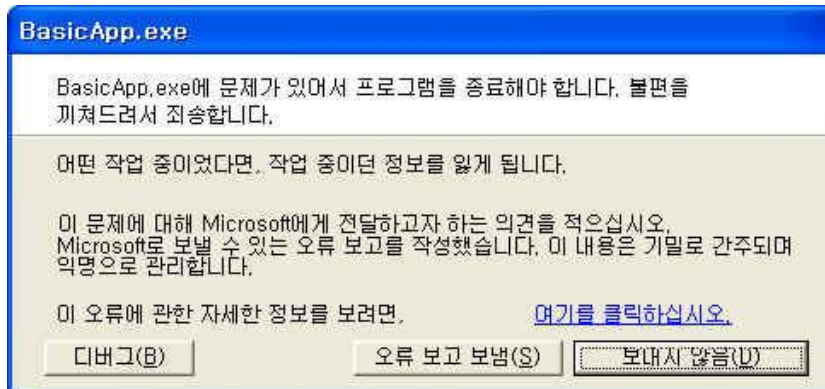 BasicApp.exe
BasicApp.exe에 문제가 있어서 프로그램을 종료해야 합니다. 불편을
끼쳐드려서 죄송합니다.
어떤 작업 중이었다면, 작업 중이던 정보를 잃게 됩니다.
이 문제에 대해 Microsoft에게 전달하고자 하는 의견을 적으십시오.
Microsoft로 보낼 수 있는 오류 보고를 작성했습니다. 이 내용은 기밀로 간주되며
익명으로 관리합니다.
이 오류에 관한 자세한 정보를 보려면, 여기를 클릭하십시오.
디버그(B) 오류 보고 보냄(S) 보내지 않음(D)